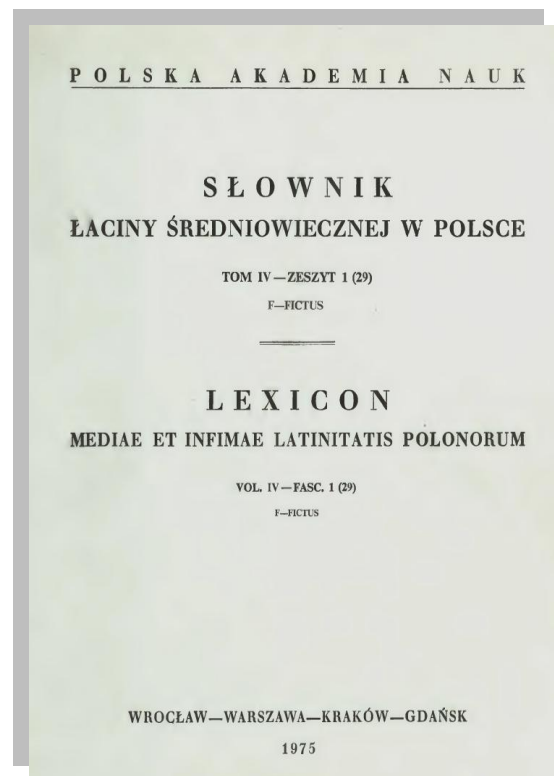 POLSKA AKADEMIA NAUK
SŁOWNIK
ŁACINY ŚREDNIOWIECZNEJ W POLSCE
TOM IV—ZESZYT 1 (29)
F—FICTUS
LEXICON
MEDIAE ET INFIMAE LATINITATIS POLONORUM
VOL. IV—FASC. 1 (29)
F—FICTUS
WROCŁAW—WARSZAWA—KRAKÓW—GDAŃSK
1975